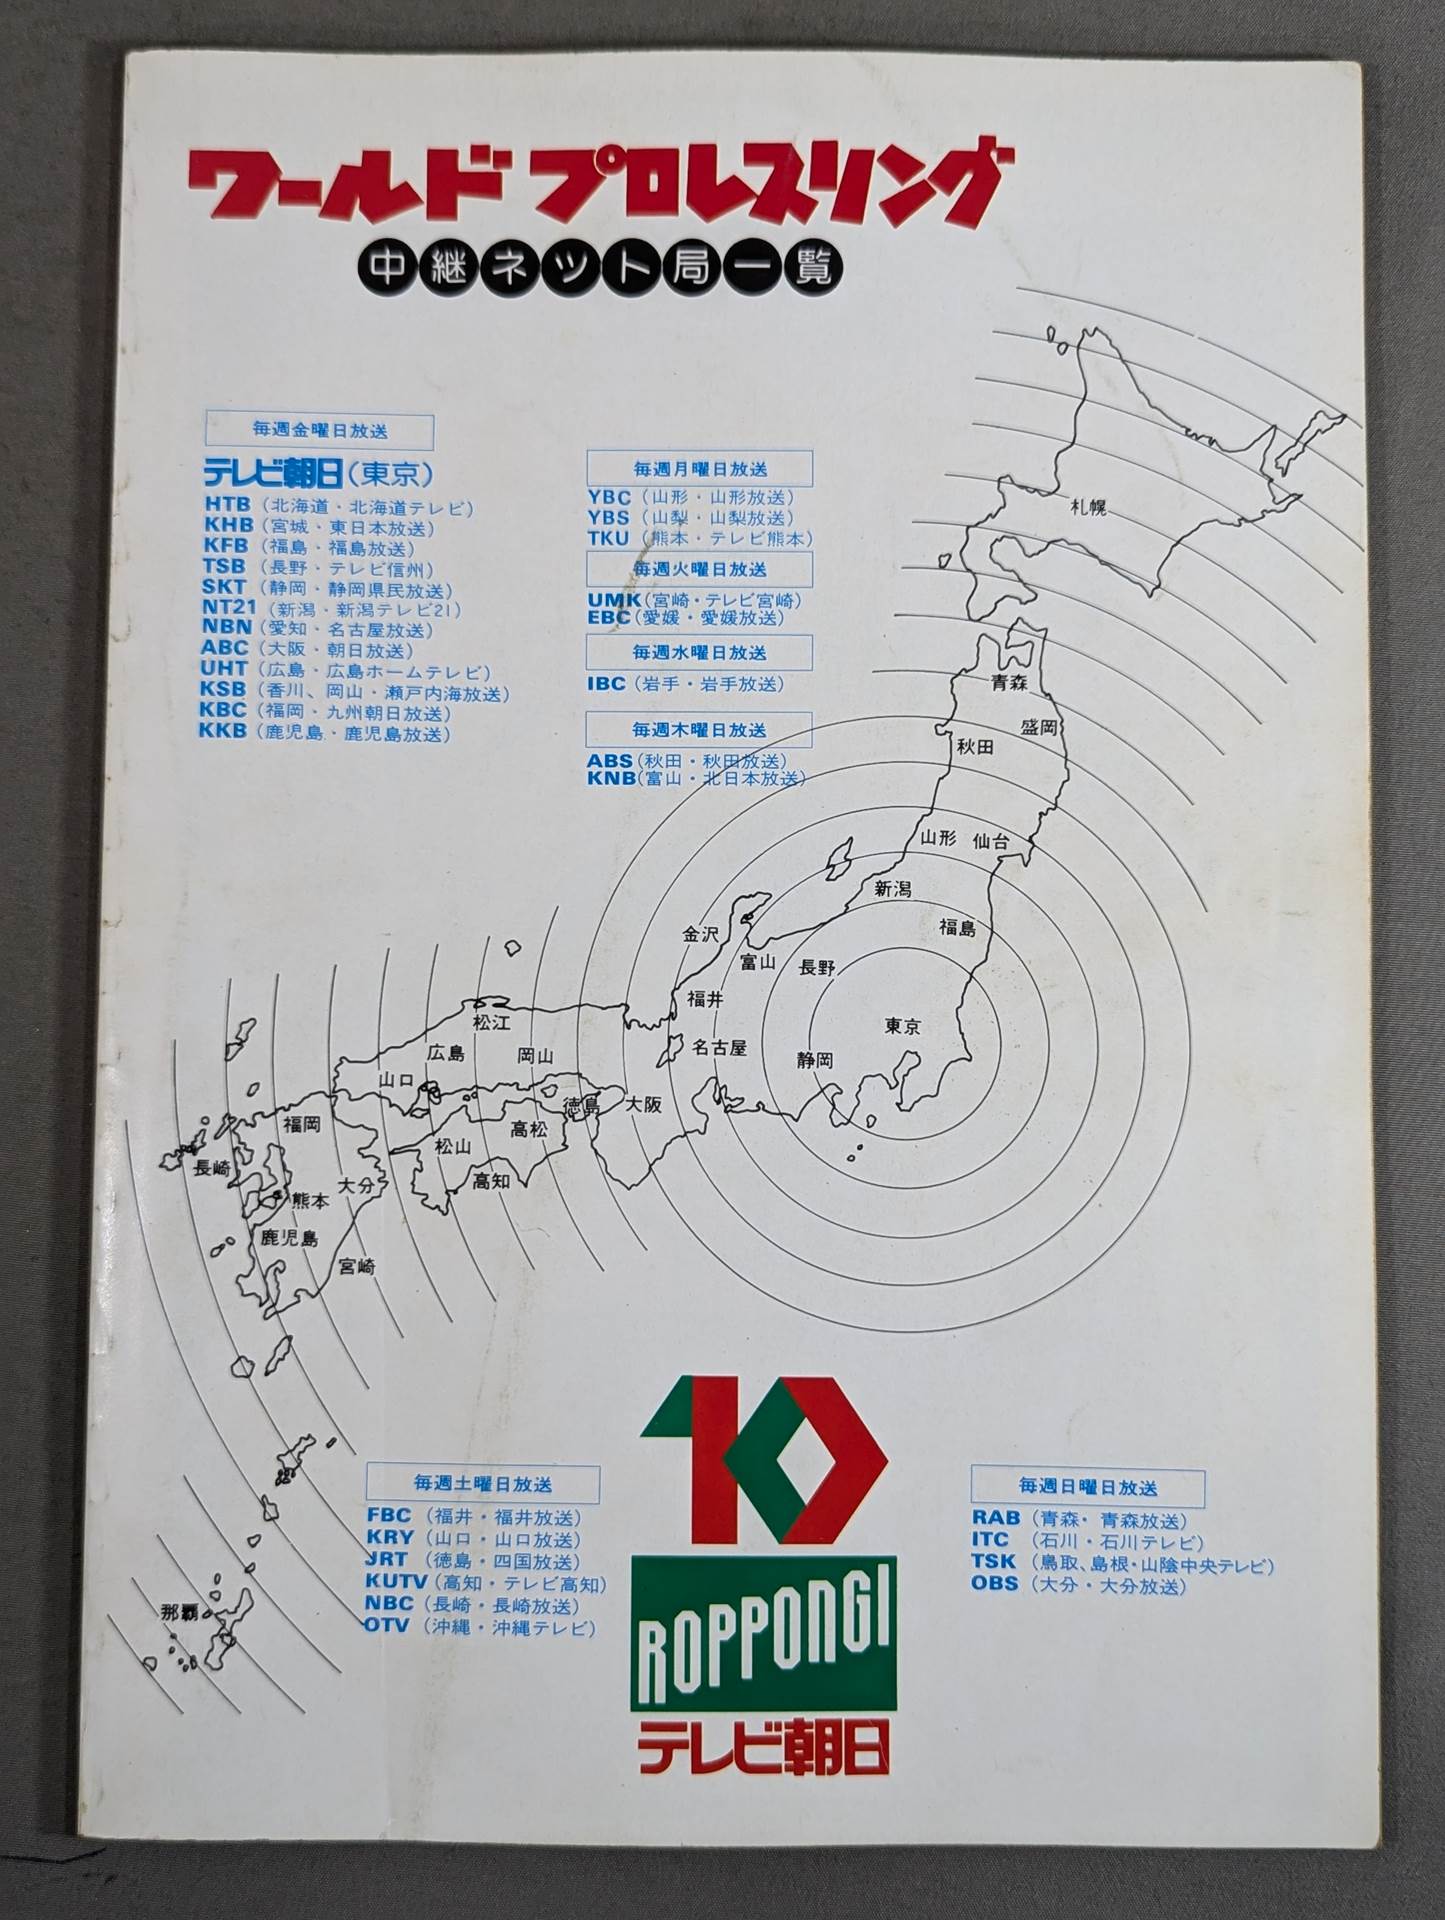 ワールドプロレスリング
中継ネット局一覧
毎週金曜日放送
テレビ朝日(東京)
HTB (北海道・北海道テレビ)
KHB (宮城・東日本放送)
KFB (福島・福島放送)
TSB (長野・テレビ信州)
SKT (静岡・静岡県民放送)
NT21 (新潟・新潟テレビ21)
NBN (愛知・名古屋放送)
ABC (大阪・朝日放送)
UHT (広島・広島ホームテレビ)
KSB (香川、岡山・瀬戸内海放送)
KBC (福岡・九州朝日放送)
KKB (鹿児島・鹿児島放送)
毎週月曜日放送
YBC (山形・山形放送)
YBS (山梨・山梨放送)
TKU (熊本・テレビ熊本)
毎週火曜日放送
UMK (宮崎・テレビ宮崎)
EBC (愛媛・愛媛放送)
毎週水曜日放送
IBC (岩手・岩手放送)
毎週木曜日放送
ABS (秋田・秋田放送)
KNB (富山・北日本放送)
札幌
青森
盛岡
秋田
山形 仙台
新潟
福島
金沢
富山 長野
福井
東京
名古屋
静岡
松江
広島 岡山
山口
徳島 大阪
福岡
高松
松山
長崎
高知
大分
熊本
鹿児島
宮崎
那覇
毎週土曜日放送
FBC (福井・福井放送)
KRY (山口・山口放送)
JRT (徳島・四国放送)
KUTV (高知・テレビ高知)
NBC (長崎・長崎放送)
OTV (沖縄・沖縄テレビ)
10
ROPPONGI
テレビ朝日
毎週日曜日放送
RAB (青森・青森放送)
ITC (石川・石川テレビ)
TSK (鳥取、島根・山陰中央テレビ)
OBS (大分・大分放送)